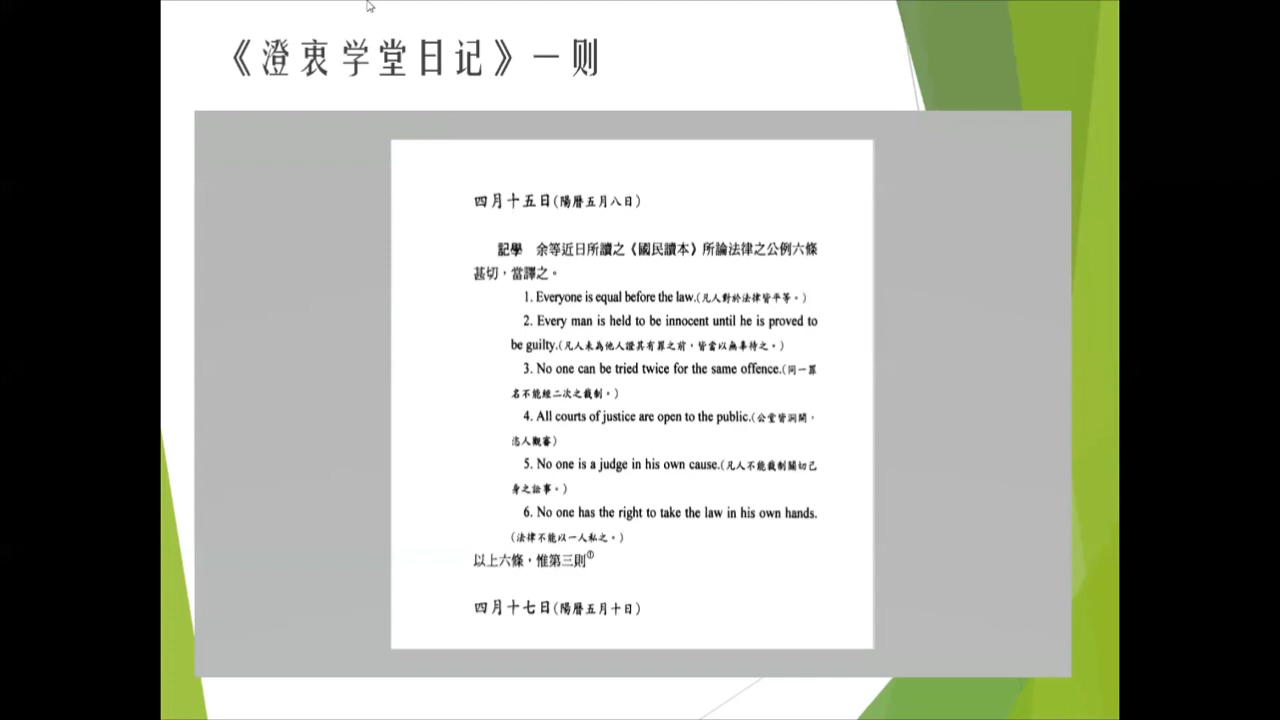 《澄衷学堂日记》一则
四月十五日(陽曆五月八日)
記學 余等近日所讀之《國民讀本》所論法律之公例六條
甚切，當譯之。
1. Everyone is equal before the law.(凡人對於法律皆平等。)
2. Every man is held to be innocent until he is proved to
be guilty.(凡人未為他人證其有罪之前，皆當以無辜待之。)
3. No one can be tried twice for the same offence.(同一罪
名不能經二次之裁制。)
4. All courts of justice are open to the public.(公堂皆洞開，
恣人觀審)
5. No one is a judge in his own cause.(凡人不能裁制關切己
身之訟事。)
6. No one has the right to take the law in his own hands.
(法律不能以一人私之。)
以上六條，惟第三則①
四月十七日(陽曆五月十日)